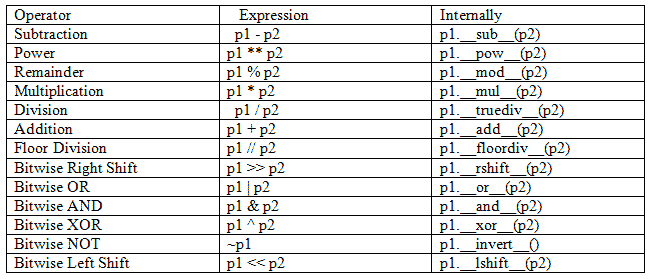 Operator Expression Internally
Subtraction p1 - p2 p1.__sub__(p2)
Power p1 ** p2 p1.__pow__(p2)
Remainder p1 % p2 p1.__mod__(p2)
Multiplication p1 * p2 p1.__mul__(p2)
Division p1 / p2 p1.__truediv__(p2)
Addition p1 + p2 p1.__add__(p2)
Floor Division p1 // p2 p1.__floordiv__(p2)
Bitwise Right Shift p1 >> p2 p1.__rshift__(p2)
Bitwise OR p1 | p2 p1.__or__(p2)
Bitwise AND p1 & p2 p1.__and__(p2)
Bitwise XOR p1 ^ p2 p1.__xor__(p2)
Bitwise NOT ~p1 p1.__invert__()
Bitwise Left Shift p1 << p2 p1.__lshift__(p2)